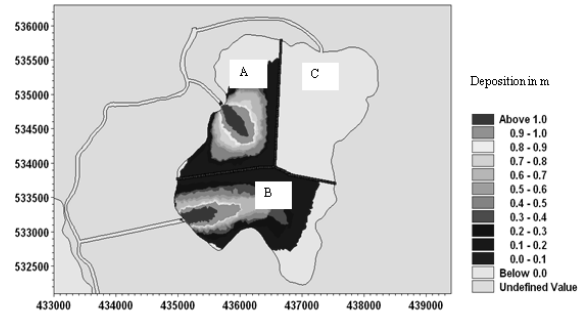 536000
535500
535000
534500
534000
533500
533000
532500
433000 434000 435000 436000 437000 438000 439000
A
C
B
Deposition in m
Above 1.0
0.9 - 1.0
0.8 - 0.9
0.7 - 0.8
0.6 - 0.7
0.5 - 0.6
0.4 - 0.5
0.3 - 0.4
0.2 - 0.3
0.1 - 0.2
0.0 - 0.1
Below 0.0
Undefined Value